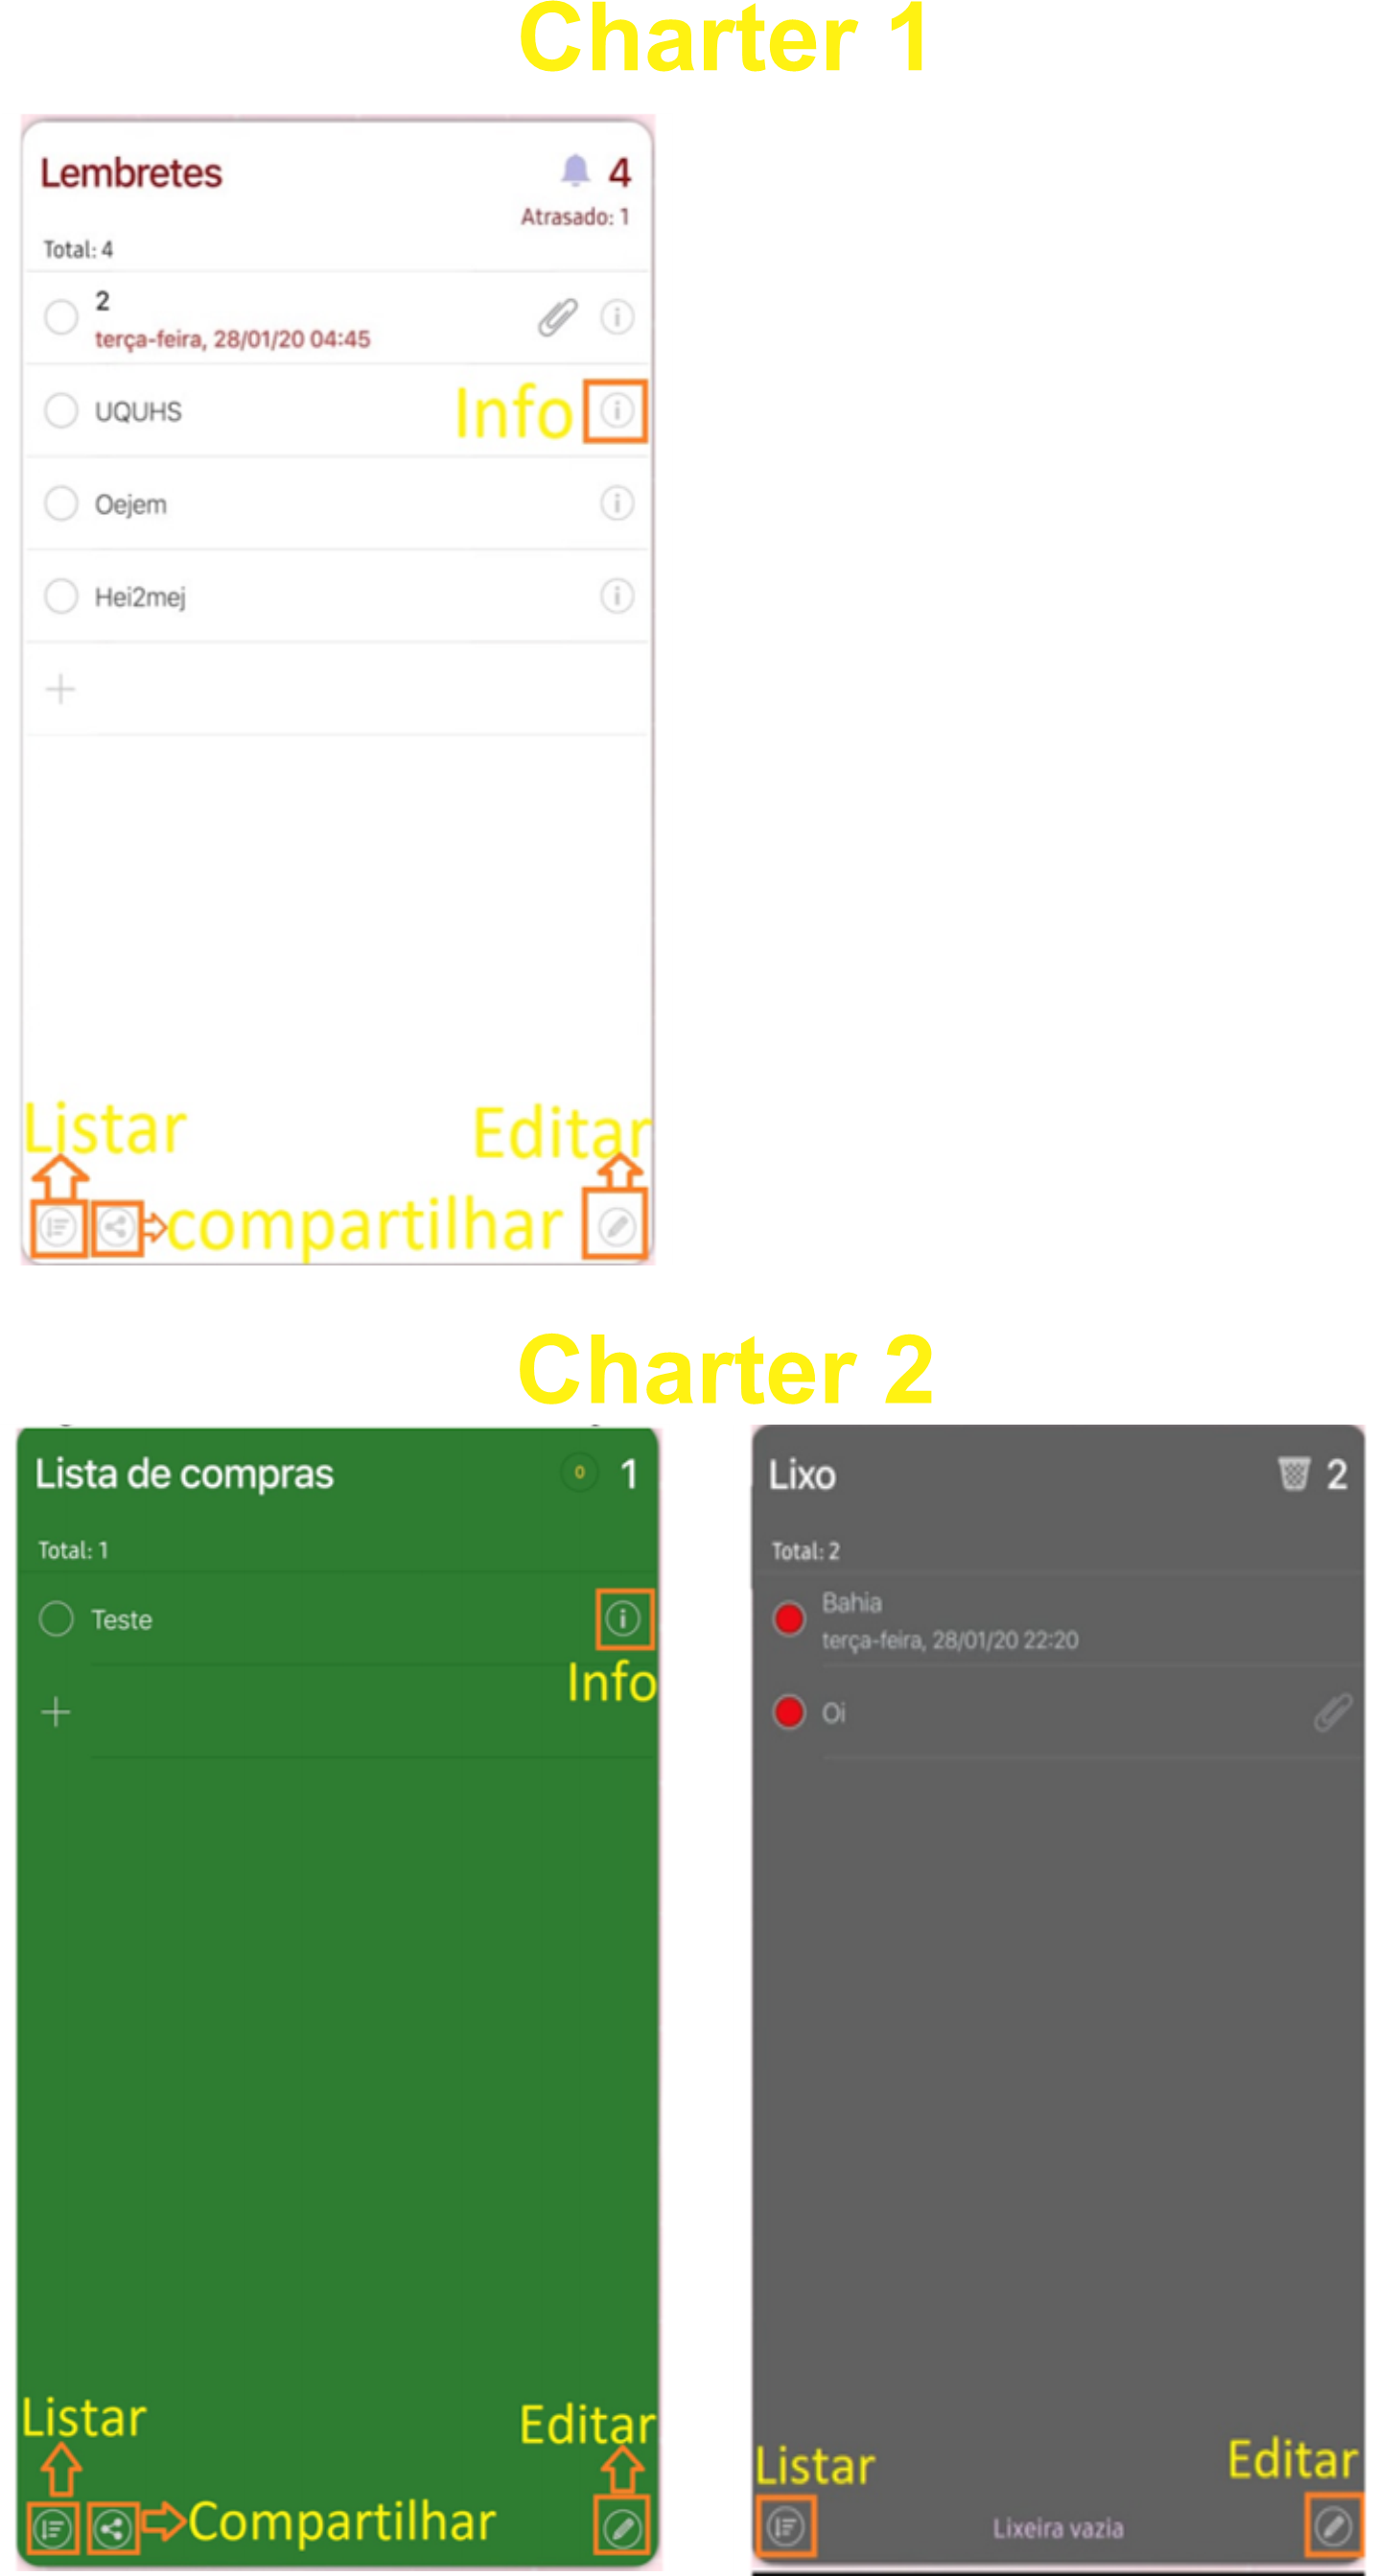 Charter 1
Lembretes
4
Atrasado: 1
Total: 4
2
terça-feira, 28/01/20 04:45
UQUHS
Info
Oejem
Hei2mej
Listar
Editar
compartilhar
Charter 2
Lista de compras
0
1
Total: 1
Teste
Info
Listar
Editar
Compartilhar
Lixo
2
Total: 2
Bahia
terça-feira, 28/01/20 22:20
Oi
Listar
Editar
Lixeira vazia